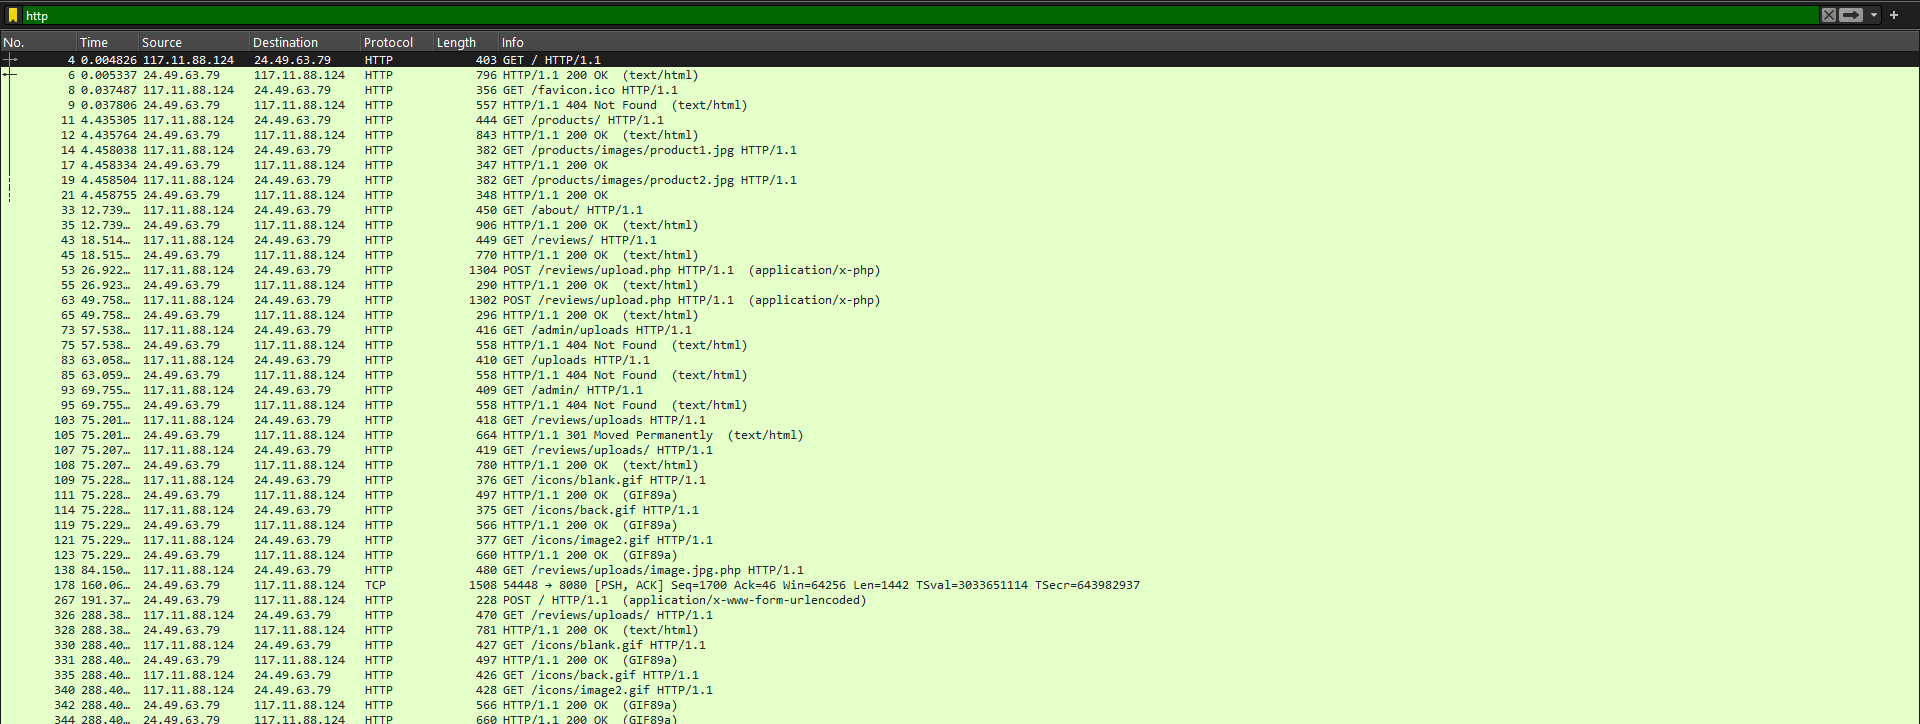 http
No. Time Source Destination Protocol Length Info
4 0.004826 117.11.88.124 24.49.63.79 HTTP 403 GET / HTTP/1.1
6 0.005337 24.49.63.79 117.11.88.124 HTTP 796 HTTP/1.1 200 OK (text/html)
8 0.037487 117.11.88.124 24.49.63.79 HTTP 356 GET /favicon.ico HTTP/1.1
9 0.037806 24.49.63.79 117.11.88.124 HTTP 557 HTTP/1.1 404 Not Found (text/html)
11 4.435305 117.11.88.124 24.49.63.79 HTTP 444 GET /products/ HTTP/1.1
12 4.435764 24.49.63.79 117.11.88.124 HTTP 843 HTTP/1.1 200 OK (text/html)
14 4.458038 117.11.88.124 24.49.63.79 HTTP 382 GET /products/images/product1.jpg HTTP/1.1
17 4.458334 24.49.63.79 117.11.88.124 HTTP 347 HTTP/1.1 200 OK
19 4.458504 117.11.88.124 24.49.63.79 HTTP 382 GET /products/images/product2.jpg HTTP/1.1
21 4.458755 24.49.63.79 117.11.88.124 HTTP 348 HTTP/1.1 200 OK
33 12.739… 117.11.88.124 24.49.63.79 HTTP 450 GET /about/ HTTP/1.1
35 12.739… 24.49.63.79 117.11.88.124 HTTP 906 HTTP/1.1 200 OK (text/html)
43 18.514… 117.11.88.124 24.49.63.79 HTTP 449 GET /reviews/ HTTP/1.1
45 18.515… 24.49.63.79 117.11.88.124 HTTP 770 HTTP/1.1 200 OK (text/html)
53 26.922… 117.11.88.124 24.49.63.79 HTTP 1304 POST /reviews/upload.php HTTP/1.1 (application/x-php)
55 26.923… 24.49.63.79 117.11.88.124 HTTP 290 HTTP/1.1 200 OK (text/html)
63 49.758… 117.11.88.124 24.49.63.79 HTTP 1302 POST /reviews/upload.php HTTP/1.1 (application/x-php)
65 49.758… 24.49.63.79 117.11.88.124 HTTP 296 HTTP/1.1 200 OK (text/html)
73 57.538… 117.11.88.124 24.49.63.79 HTTP 416 GET /admin/uploads HTTP/1.1
75 57.538… 24.49.63.79 117.11.88.124 HTTP 558 HTTP/1.1 404 Not Found (text/html)
83 63.058… 117.11.88.124 24.49.63.79 HTTP 410 GET /uploads HTTP/1.1
85 63.059… 24.49.63.79 117.11.88.124 HTTP 558 HTTP/1.1 404 Not Found (text/html)
93 69.755… 117.11.88.124 24.49.63.79 HTTP 409 GET /admin/ HTTP/1.1
95 69.755… 24.49.63.79 117.11.88.124 HTTP 558 HTTP/1.1 404 Not Found (text/html)
103 75.201… 117.11.88.124 24.49.63.79 HTTP 418 GET /reviews/uploads HTTP/1.1
105 75.201… 24.49.63.79 117.11.88.124 HTTP 664 HTTP/1.1 301 Moved Permanently (text/html)
107 75.207… 117.11.88.124 24.49.63.79 HTTP 419 GET /reviews/uploads/ HTTP/1.1
108 75.207… 24.49.63.79 117.11.88.124 HTTP 780 HTTP/1.1 200 OK (text/html)
109 75.228… 117.11.88.124 24.49.63.79 HTTP 376 GET /icons/blank.gif HTTP/1.1
111 75.228… 24.49.63.79 117.11.88.124 HTTP 497 HTTP/1.1 200 OK (GIF89a)
114 75.228… 117.11.88.124 24.49.63.79 HTTP 375 GET /icons/back.gif HTTP/1.1
119 75.229… 24.49.63.79 117.11.88.124 HTTP 566 HTTP/1.1 200 OK (GIF89a)
121 75.229… 117.11.88.124 24.49.63.79 HTTP 377 GET /icons/image2.gif HTTP/1.1
123 75.229… 24.49.63.79 117.11.88.124 HTTP 660 HTTP/1.1 200 OK (GIF89a)
138 84.150… 117.11.88.124 24.49.63.79 HTTP 480 GET /reviews/uploads/image.jpg.php HTTP/1.1
178 160.06… 24.49.63.79 117.11.88.124 TCP 1508 54448 → 8080 [PSH, ACK] Seq=1700 Ack=46 Win=64256 Len=1442 TSval=3033651114 TSecr=643982937
267 191.37… 24.49.63.79 117.11.88.124 HTTP 228 POST / HTTP/1.1 (application/x-www-form-urlencoded)
326 288.38… 117.11.88.124 24.49.63.79 HTTP 470 GET /reviews/uploads/ HTTP/1.1
328 288.38… 24.49.63.79 117.11.88.124 HTTP 781 HTTP/1.1 200 OK (text/html)
330 288.40… 117.11.88.124 24.49.63.79 HTTP 427 GET /icons/blank.gif HTTP/1.1
331 288.40… 24.49.63.79 117.11.88.124 HTTP 497 HTTP/1.1 200 OK (GIF89a)
335 288.40… 117.11.88.124 24.49.63.79 HTTP 426 GET /icons/back.gif HTTP/1.1
340 288.40… 117.11.88.124 24.49.63.79 HTTP 428 GET /icons/image2.gif HTTP/1.1
342 288.40… 24.49.63.79 117.11.88.124 HTTP 566 HTTP/1.1 200 OK (GIF89a)
344 288.40… 24.49.63.79 117.11.88.124 HTTP 660 HTTP/1.1 200 OK (GIF89a)